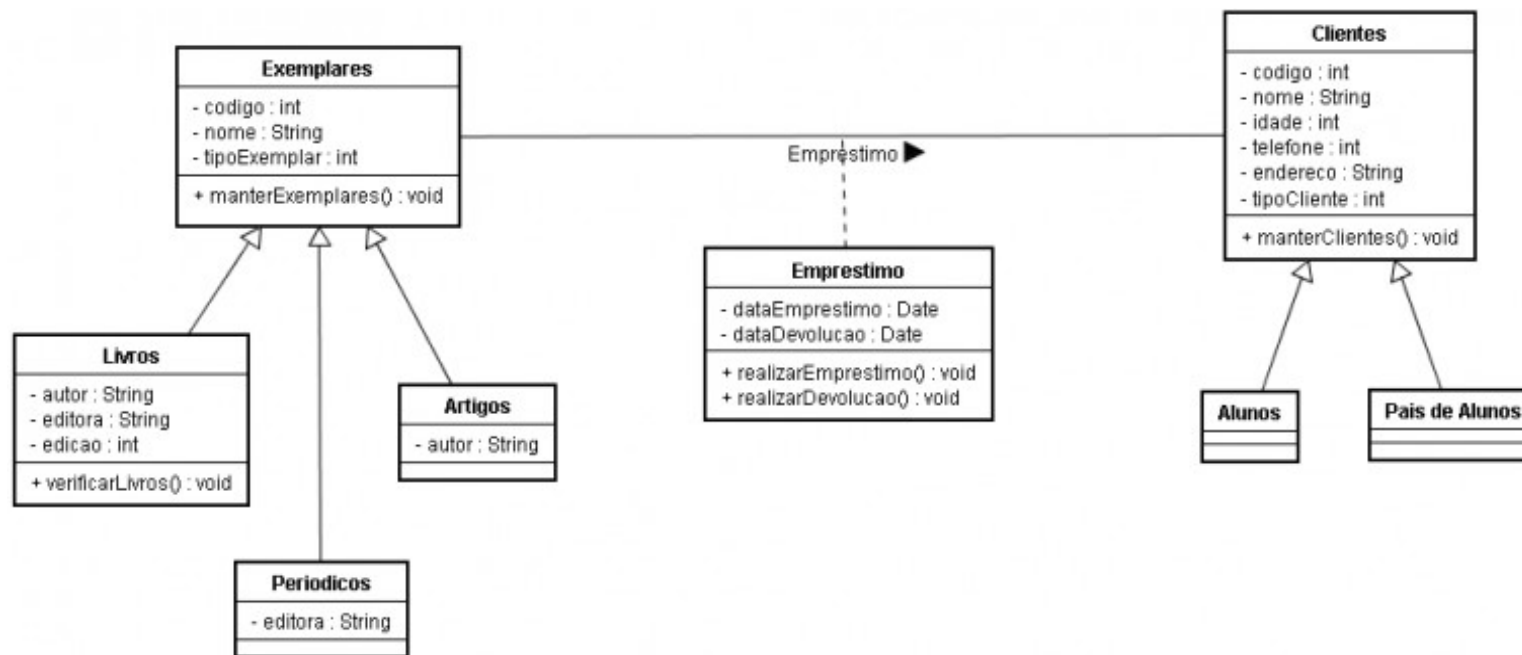 Exemplares
- codigo : int
- nome : String
- tipoExemplar : int
+ manterExemplares() : void
Emprestimo ▶
Clientes
- codigo : int
- nome : String
- idade : int
- telefone : int
- endereco : String
- tipoCliente : int
+ manterClientes() : void
Livros
- autor : String
- editora : String
- edicao : int
+ verificarLivros() : void
Artigos
- autor : String
Periodicos
- editora : String
Emprestimo
- dataEmprestimo : Date
- dataDevolucao : Date
+ realizarEmprestimo() : void
+ realizarDevolucao() : void
Alunos
Pais de Alunos